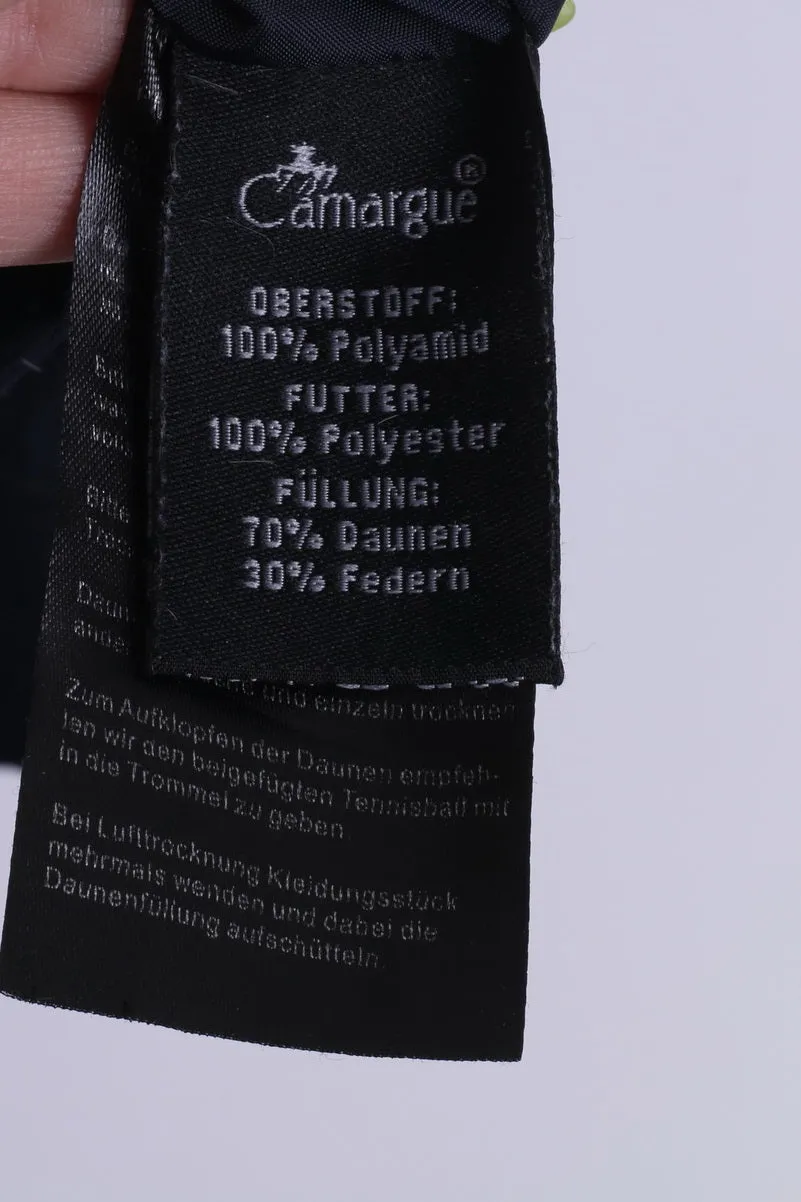 Camargue®
OBERSTOFF:
100% Polyamid
FUTTER:
100% Polyester
FÜLLUNG:
70% Daunen
30% Federn
Daun
ande
und einzeln trocknen
Zum Aufklopfen der Daunen empfeh-
len wir den beigefügten Tennisball mit
in die Trommel zu geben
Bei Lufttrocknung Kleidungsstück
mehrmals wenden und dabei die
Daunenfüllung aufschütteln